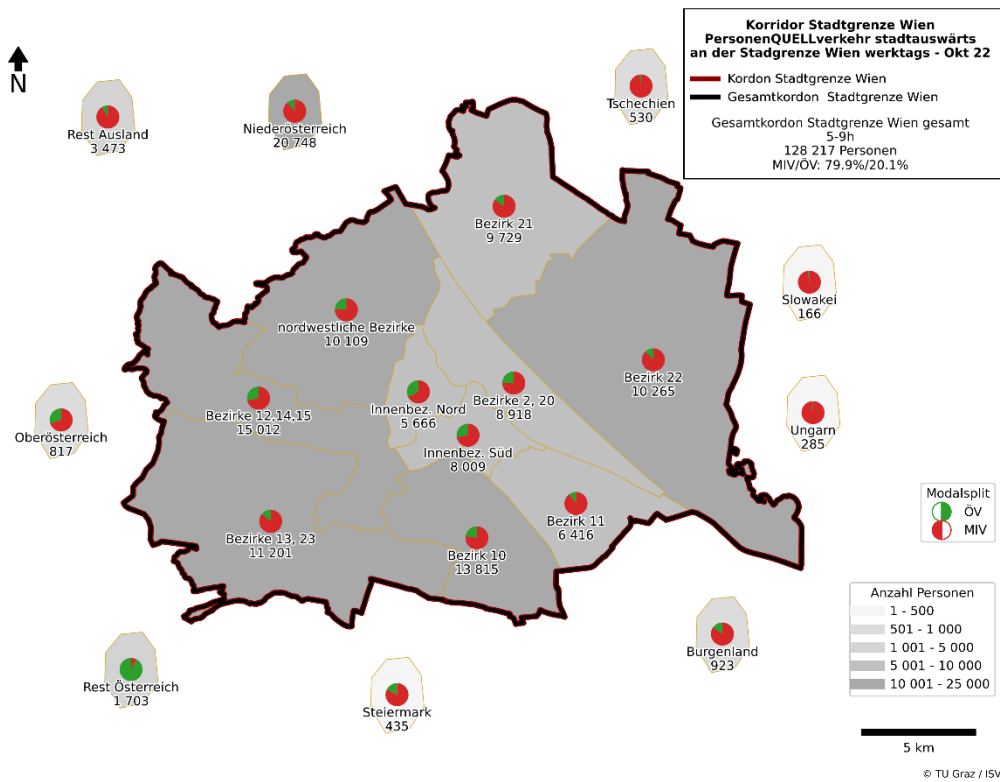 Korridor Stadtgrenze Wien
PersonenQUELLverkehr stadtauswärts
an der Stadgrenze Wien werktags - Okt 22
Kordon Stadtgrenze Wien
Gesamtkordon  Stadtgrenze Wien
Gesamtkordon Stadtgrenze Wien gesamt
5-9h
128 217 Personen
MIV/ÖV: 79.9%/20.1%
N
Rest Ausland
3 473
Niederösterreich
20 748
Tschechien
530
Bezirk 21
9 729
Slowakei
166
nordwestliche Bezirke
10 109
Bezirk 22
10 265
Bezirke 12,14,15
15 012
Innenbez. Nord
5 666
Bezirke 2, 20
8 918
Oberösterreich
817
Ungarn
285
Innenbez. Süd
8 009
Bezirke 13, 23
11 201
Bezirk 10
13 815
Bezirk 11
6 416
Modalsplit
ÖV
MIV
Rest Österreich
1 703
Steiermark
435
Burgenland
923
Anzahl Personen
1 - 500
501 - 1 000
1 001 - 5 000
5 001 - 10 000
10 001 - 25 000
5 km
© TU Graz / ISV